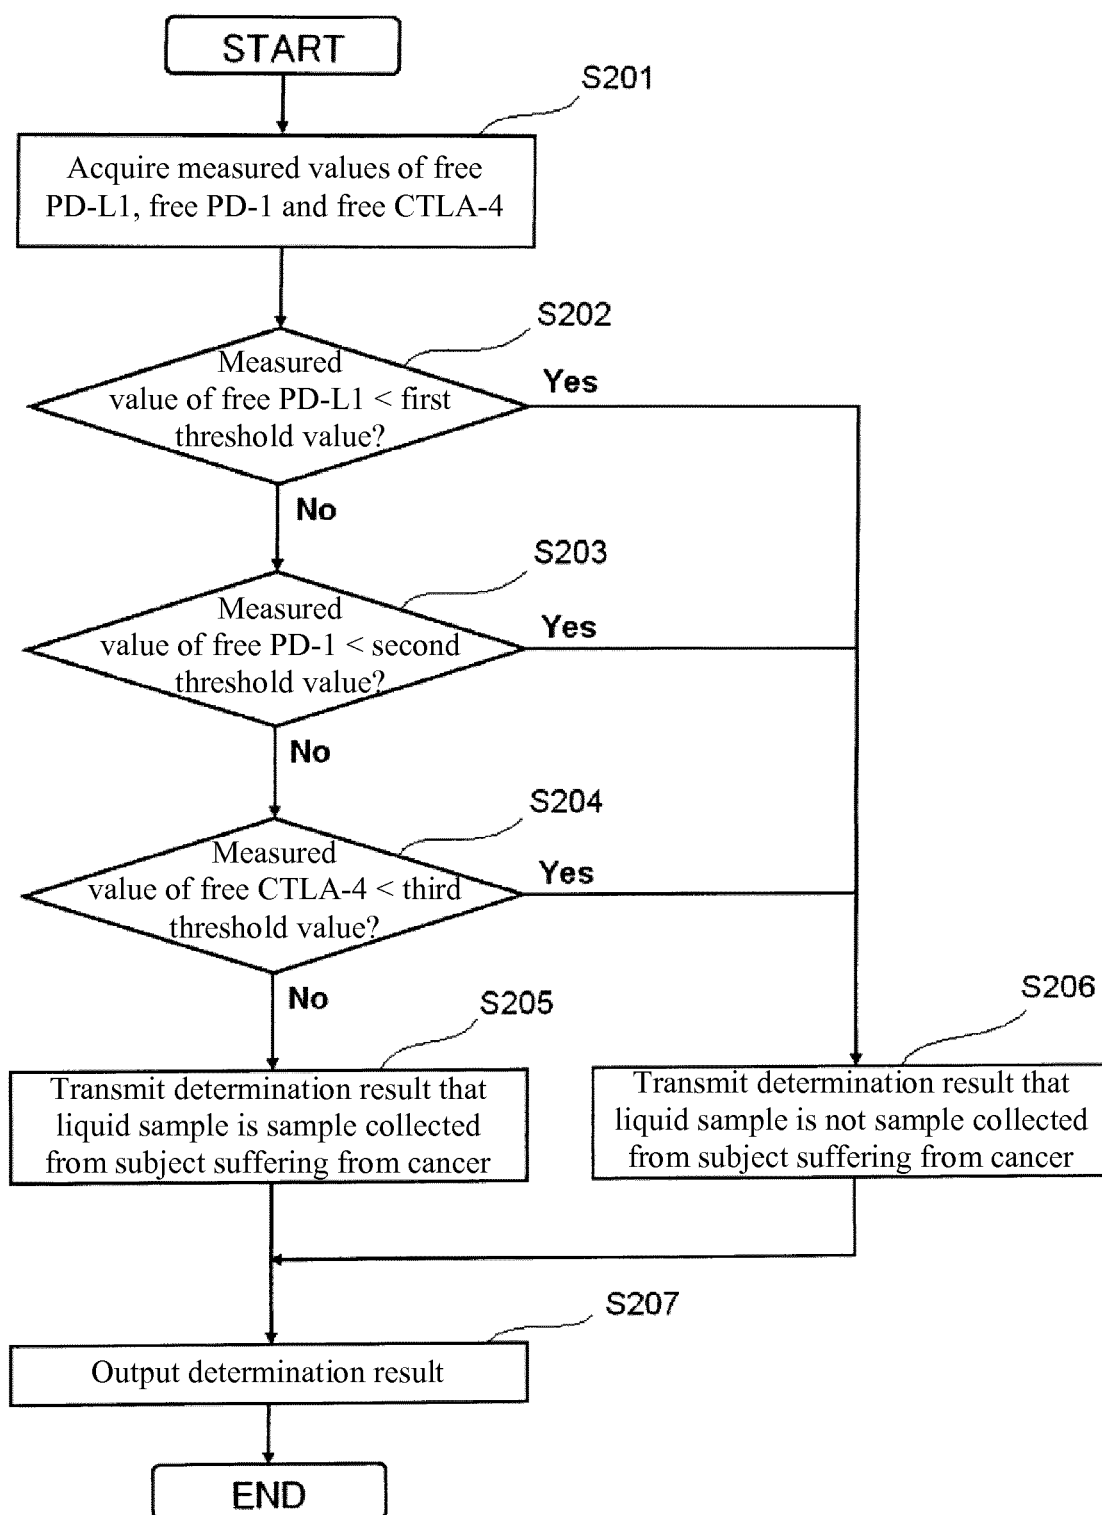 START
S201
Acquire measured values of free
PD-L1, free PD-1 and free CTLA-4
S202
Measured
value of free PD-L1 < first
threshold value?
Yes
No
S203
Measured
value of free PD-1 < second
threshold value?
Yes
No
S204
Measured
value of free CTLA-4 < third
threshold value?
Yes
No
S205
Transmit determination result that
liquid sample is sample collected
from subject suffering from cancer
S206
Transmit determination result that
liquid sample is not sample collected
from subject suffering from cancer
S207
Output determination result
END